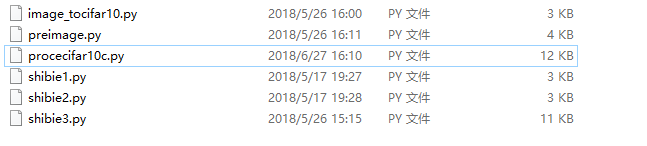 image_tocifar10.py 2018/5/26 16:00 PY 文件 3 KB
preimage.py 2018/5/26 16:11 PY 文件 4 KB
procecifar10c.py 2018/6/27 16:10 PY 文件 12 KB
shibie1.py 2018/5/17 19:27 PY 文件 3 KB
shibie2.py 2018/5/17 19:28 PY 文件 3 KB
shibie3.py 2018/5/26 15:15 PY 文件 11 KB